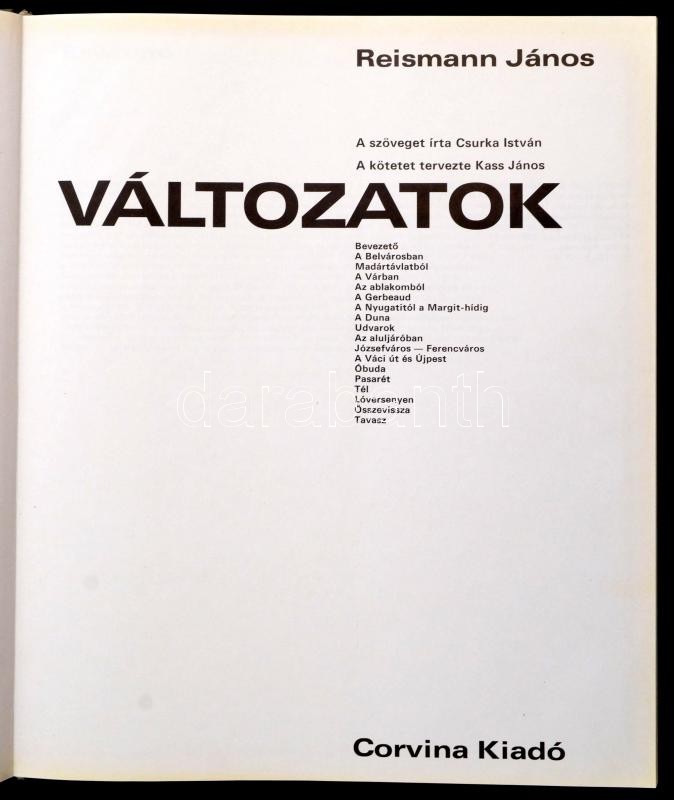 Reismann János
A szöveget írta Csurka István
A kötetet tervezte Kass János
VÁLTOZATOK
Bevezető
A Belvárosban
Madártávlatból
A Várban
Az ablakomból
A Gerbeaud
A Nyugatitól a Margit-hídig
A Duna
Udvarok
Az aluljáróban
Józsefváros — Ferencváros
A Váci út és Újpest
Óbuda
Pasarét
Tél
Lóversenyen
Összevissza
Tavasz
darabanth
Corvina Kiadó